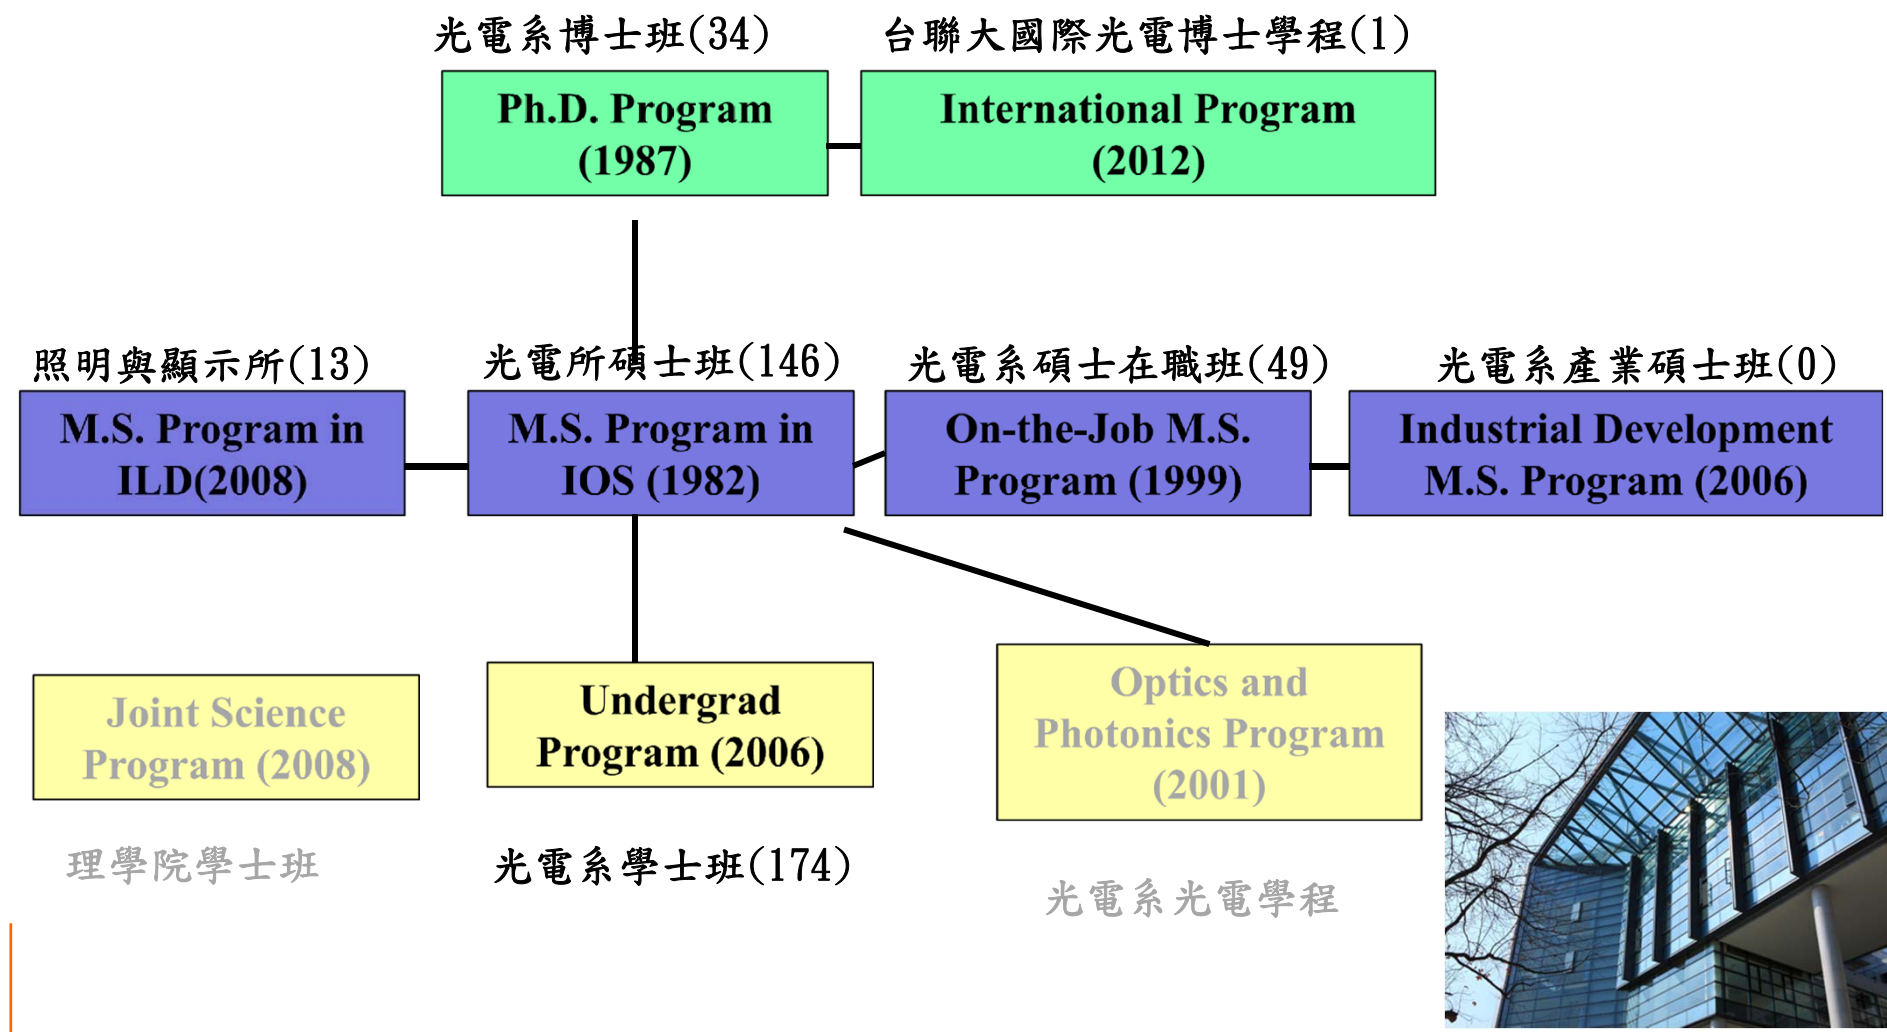 光電系博士班(34)
台聯大國際光電博士學程(1)
Ph.D. Program
(1987)
International Program
(2012)
照明與顯示所(13)
光電所碩士班(146)
光電系碩士在職班(49)
光電系產業碩士班(0)
M.S. Program in
ILD(2008)
M.S. Program in
IOS (1982)
On-the-Job M.S.
Program (1999)
Industrial Development
M.S. Program (2006)
Joint Science
Program (2008)
Undergrad
Program (2006)
Optics and
Photonics Program
(2001)
理學院學士班
光電系學士班(174)
光電系光電學程